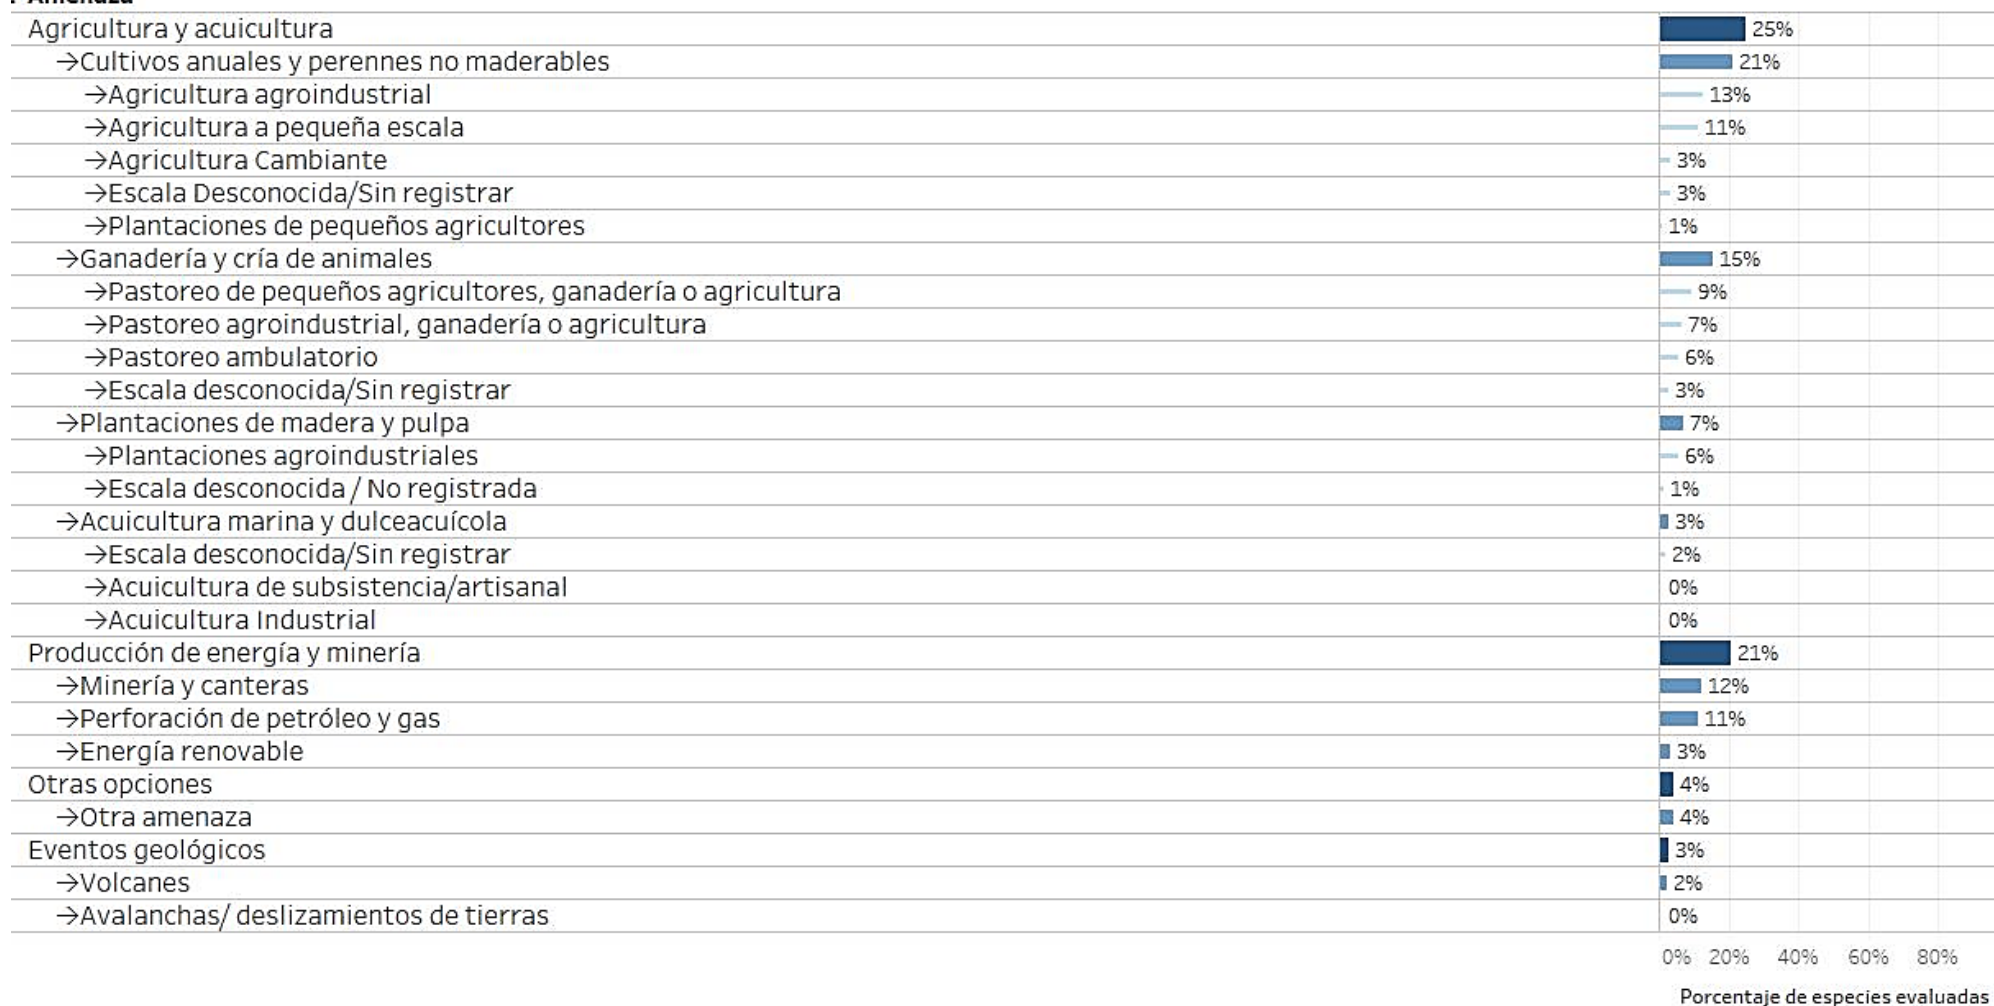 Amenaza
Agricultura y acuicultura 25%
→Cultivos anuales y perennes no maderables 21%
→Agricultura agroindustrial 13%
→Agricultura a pequeña escala 11%
→Agricultura Cambiante 3%
→Escala Desconocida/Sin registrar 3%
→Plantaciones de pequeños agricultores 1%
→Ganadería y cría de animales 15%
→Pastoreo de pequeños agricultores, ganadería o agricultura 9%
→Pastoreo agroindustrial, ganadería o agricultura 7%
→Pastoreo ambulatorio 6%
→Escala desconocida/Sin registrar 3%
→Plantaciones de madera y pulpa 7%
→Plantaciones agroindustriales 6%
→Escala desconocida / No registrada 1%
→Acuicultura marina y dulceacuícola 3%
→Escala desconocida/Sin registrar 2%
→Acuicultura de subsistencia/artisanal 0%
→Acuicultura Industrial 0%
Producción de energía y minería 21%
→Minería y canteras 12%
→Perforación de petróleo y gas 11%
→Energía renovable 3%
Otras opciones 4%
→Otra amenaza 4%
Eventos geológicos 3%
→Volcanes 2%
→Avalanchas/ deslizamientos de tierras 0%
0% 20% 40% 60% 80%
Porcentaje de especies evaluadas